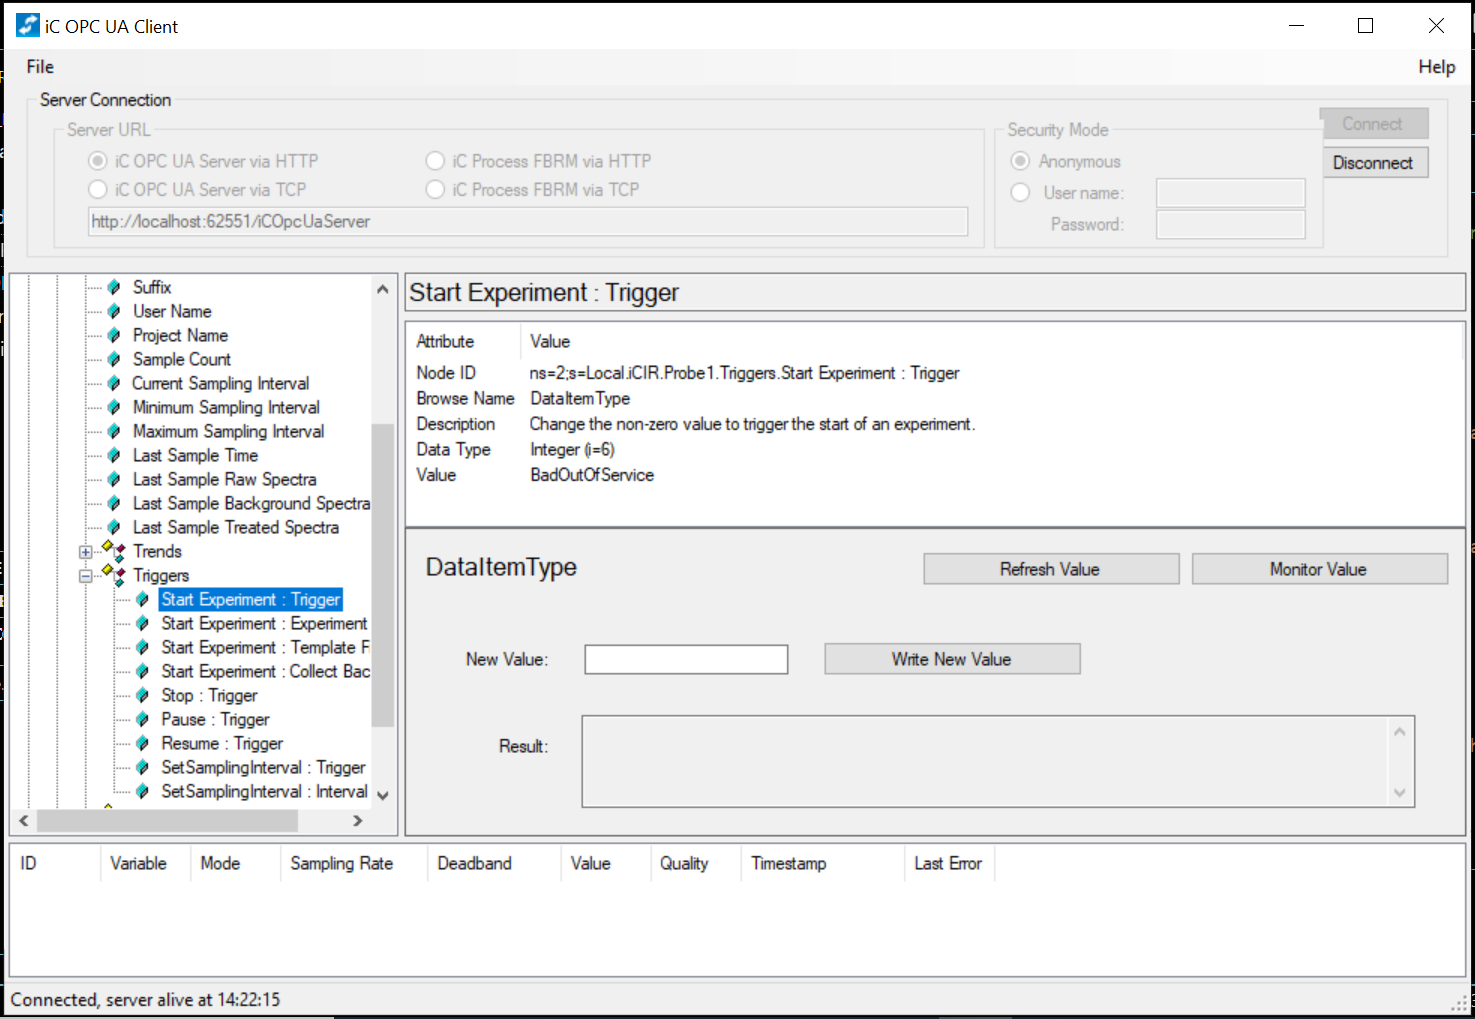 iC OPC UA Client
File Help
Server Connection
Server URL
iC OPC UA Server via HTTP
iC Process FBRM via HTTP
iC OPC UA Server via TCP
iC Process FBRM via TCP
http://localhost:62551/iCOpcUaServer
Security Mode
Anonymous
User name:
Password:
Connect
Disconnect
Suffix
User Name
Project Name
Sample Count
Current Sampling Interval
Minimum Sampling Interval
Maximum Sampling Interval
Last Sample Time
Last Sample Raw Spectra
Last Sample Background Spectra
Last Sample Treated Spectra
Trends
Triggers
Start Experiment : Trigger
Start Experiment : Experiment
Start Experiment : Template F
Start Experiment : Collect Bac
Stop : Trigger
Pause : Trigger
Resume : Trigger
SetSamplingInterval : Trigger
SetSamplingInterval : Interval
Start Experiment : Trigger
Attribute Value
Node ID ns=2;s=Local.iCIR.Probe1.Triggers.Start Experiment : Trigger
Browse Name DataItemType
Description Change the non-zero value to trigger the start of an experiment.
Data Type Integer (i=6)
Value BadOutOfService
DataItemType
Refresh Value
Monitor Value
New Value:
Write New Value
Result:
ID Variable Mode Sampling Rate Deadband Value Quality Timestamp Last Error
Connected, server alive at 14:22:15